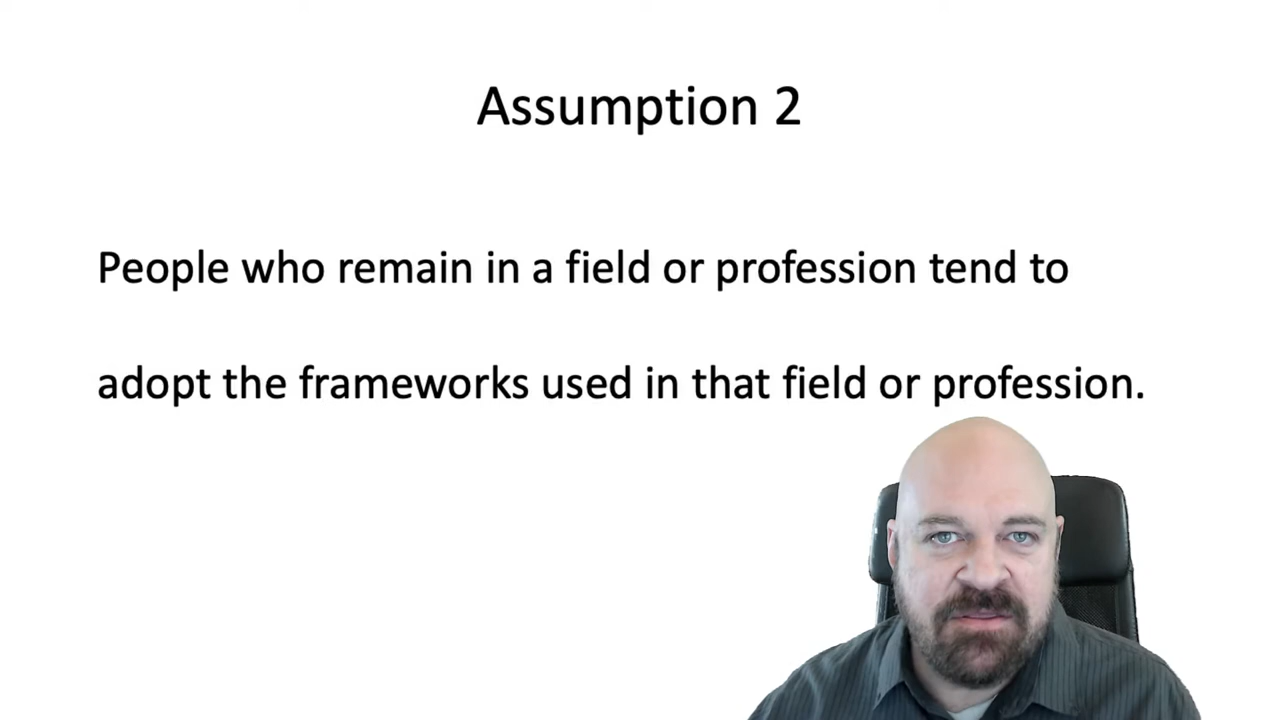 Assumption 2
People who remain in a field or profession tend to
adopt the frameworks used in that field or profession.